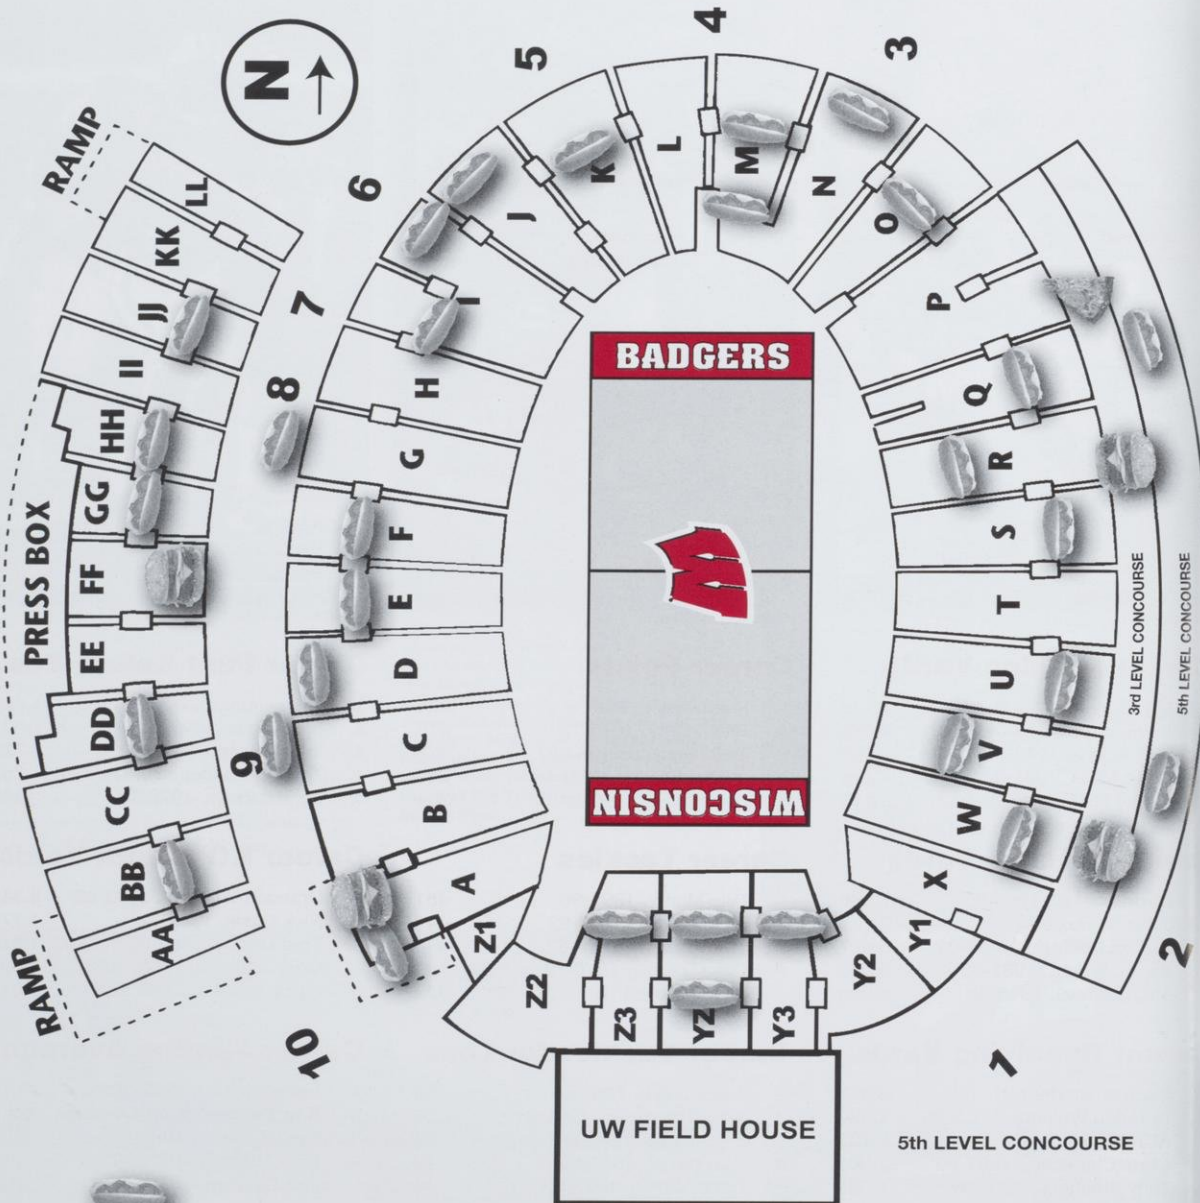 N
4
3
5
6
7
8
9
10
1
2
RAMP
LL
KK
JJ
II
HH
GG
FF
EE
DD
CC
BB
AA
RAMP
PRESS BOX
L
M
K
N
J
O
I
P
H
Q
G
R
F
S
E
T
D
U
C
V
B
W
A
X
Z1
Z2
Z3
YZ
Y3
Y2
Y1
BADGERS
W
WISCONSIN
3rd LEVEL CONCOURSE
5th LEVEL CONCOURSE
UW FIELD HOUSE
5th LEVEL CONCOURSE